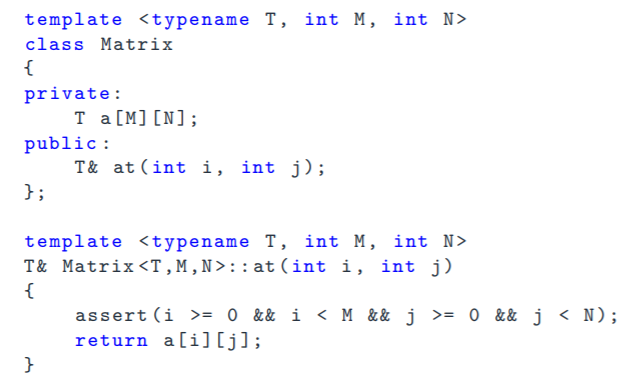 template <typename T, int M, int N>
class Matrix
{
private:
    T a[M][N];
public:
    T& at(int i, int j);
};

template <typename T, int M, int N>
T& Matrix<T,M,N>::at(int i, int j)
{
    assert(i >= 0 && i < M && j >= 0 && j < N);
    return a[i][j];
}